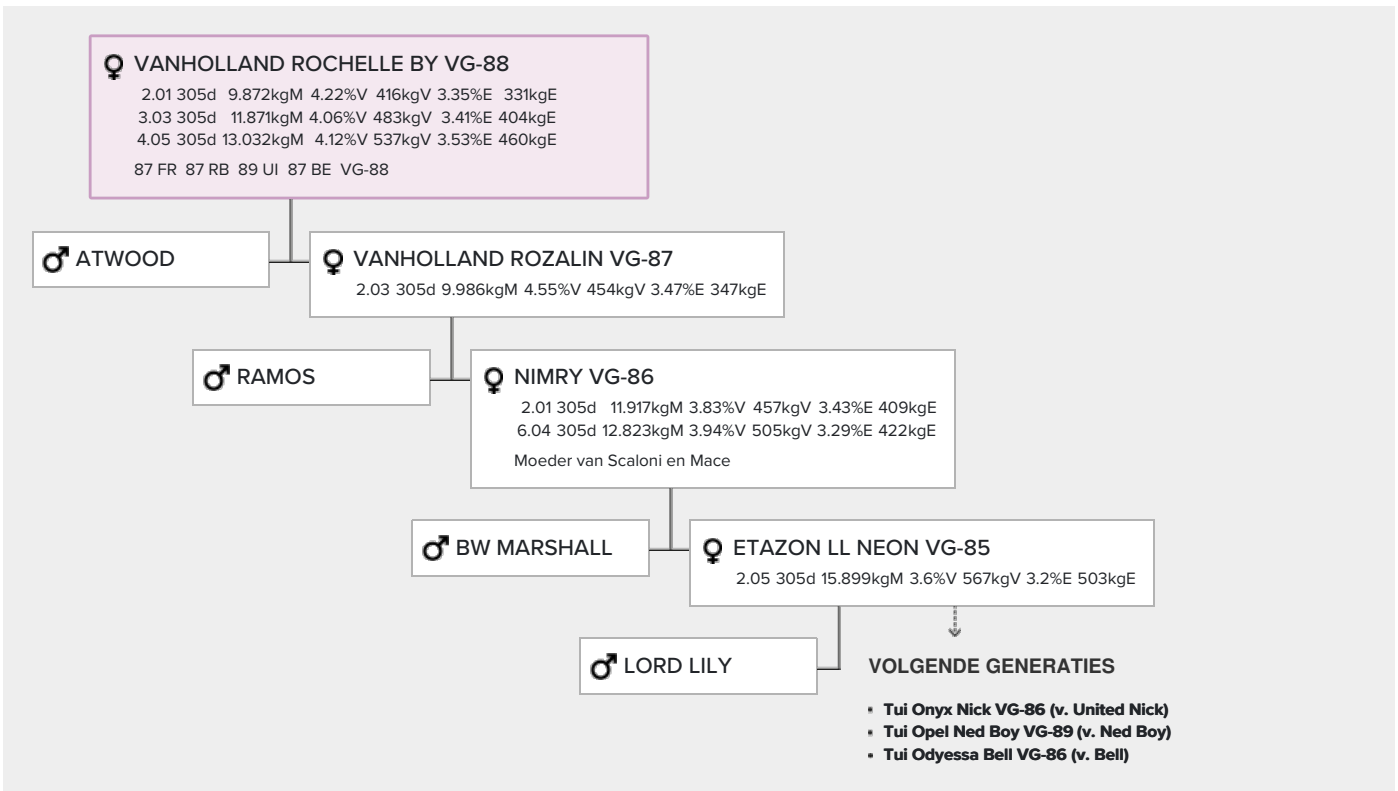 VANHOLLAND ROCHELLE BY VG-88
2.01 305d 9.872kgM 4.22%V 416kgV 3.35%E 331kgE
3.03 305d 11.871kgM 4.06%V 483kgV 3.41%E 404kgE
4.05 305d 13.032kgM 4.12%V 537kgV 3.53%E 460kgE
87 FR 87 RB 89 UI 87 BE VG-88
ATWOOD
VANHOLLAND ROZALIN VG-87
2.03 305d 9.986kgM 4.55%V 454kgV 3.47%E 347kgE
RAMOS
NIMRY VG-86
2.01 305d 11.917kgM 3.83%V 457kgV 3.43%E 409kgE
6.04 305d 12.823kgM 3.94%V 505kgV 3.29%E 422kgE
Moeder van Scaloni en Mace
BW MARSHALL
ETAZON LL NEON VG-85
2.05 305d 15.899kgM 3.6%V 567kgV 3.2%E 503kgE
LORD LILY
VOLGENDE GENERATIES
• Tui Onyx Nick VG-86 (v. United Nick)
• Tui Opel Ned Boy VG-89 (v. Ned Boy)
• Tui Odyessa Bell VG-86 (v. Bell)